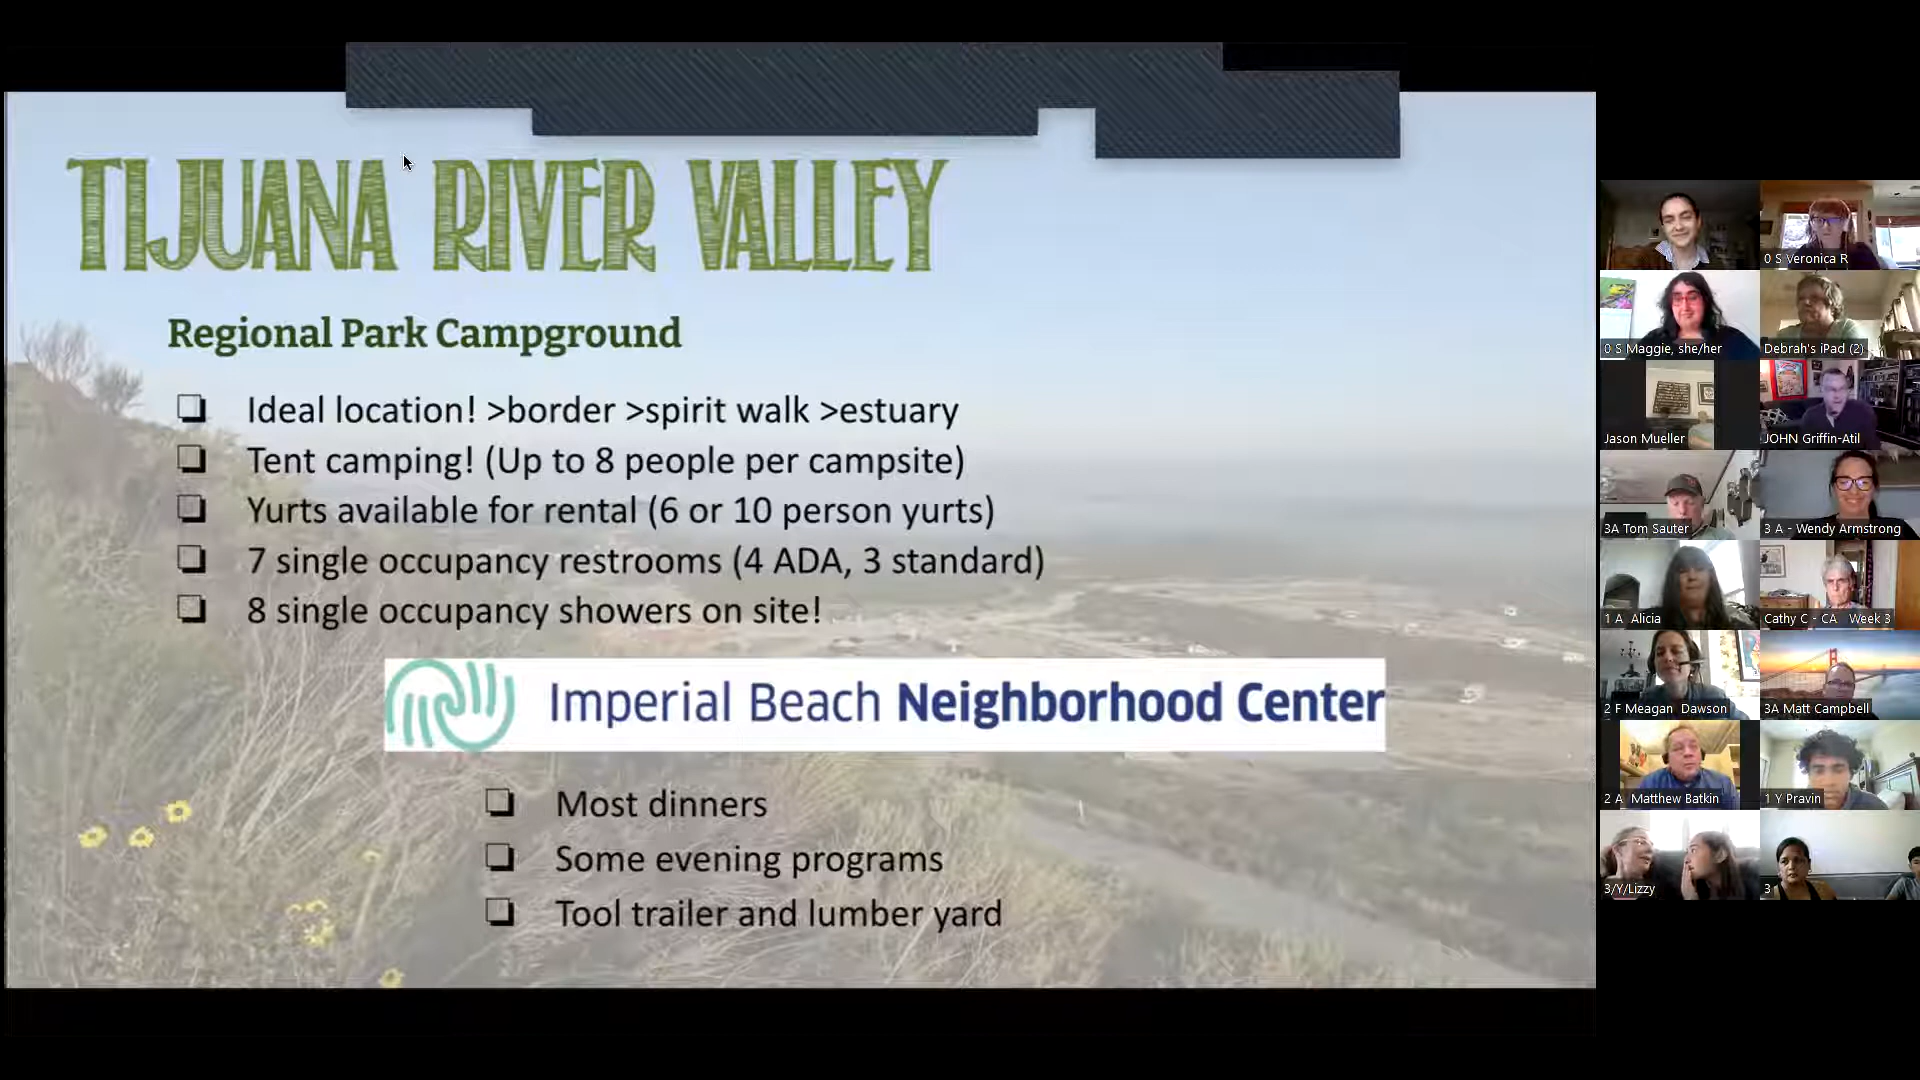 TIJUANA RIVER VALLEY
Regional Park Campground
❏ Ideal location! >border >spirit walk >estuary
❏ Tent camping! (Up to 8 people per campsite)
❏ Yurts available for rental (6 or 10 person yurts)
❏ 7 single occupancy restrooms (4 ADA, 3 standard)
❏ 8 single occupancy showers on site!
Imperial Beach Neighborhood Center
❏ Most dinners
❏ Some evening programs
❏ Tool trailer and lumber yard
0 S Veronica R
0 S Maggie, she/her
Debrah's iPad (2)
Jason Mueller
JOHN Griffin-Atil
3A Tom Sauter
3 A - Wendy Armstrong
1 A Alicia
Cathy C - CA Week 3
2 F Meagan Dawson
3A Matt Campbell
2 A Matthew Batkin
1 Y Pravin
3/Y/Lizzy
3